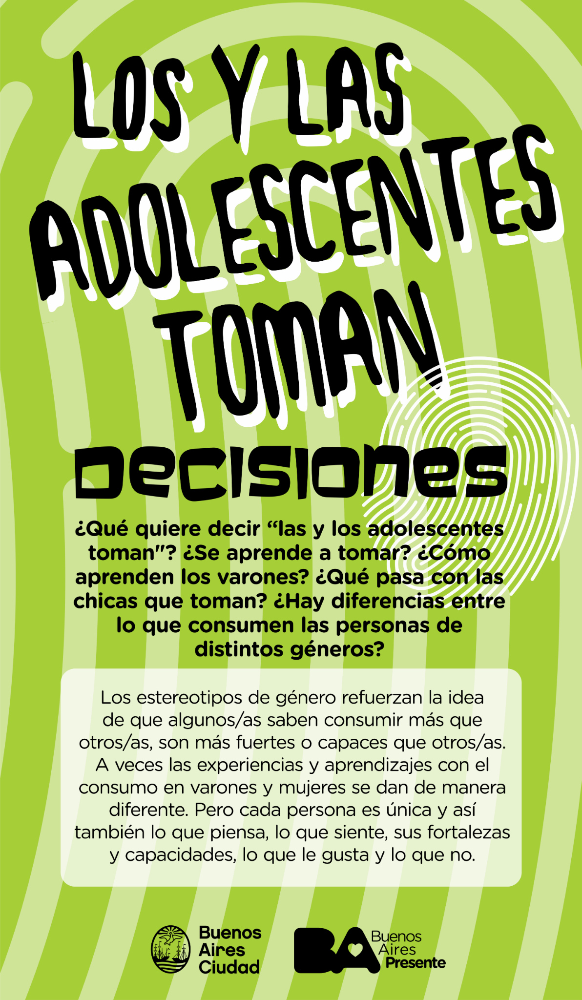 LOS Y LAS
ADOLESCENTES
TOMAN
DECISIONES
¿Qué quiere decir “las y los adolescentes
toman"? ¿Se aprende a tomar? ¿Cómo
aprenden los varones? ¿Qué pasa con las
chicas que toman? ¿Hay diferencias entre
lo que consumen las personas de
distintos géneros?
Los estereotipos de género refuerzan la idea
de que algunos/as saben consumir más que
otros/as, son más fuertes o capaces que otros/as.
A veces las experiencias y aprendizajes con el
consumo en varones y mujeres se dan de manera
diferente. Pero cada persona es única y así
también lo que piensa, lo que siente, sus fortalezas
y capacidades, lo que le gusta y lo que no.
Buenos
Aires
Ciudad
BA
Buenos
Aires
Presente